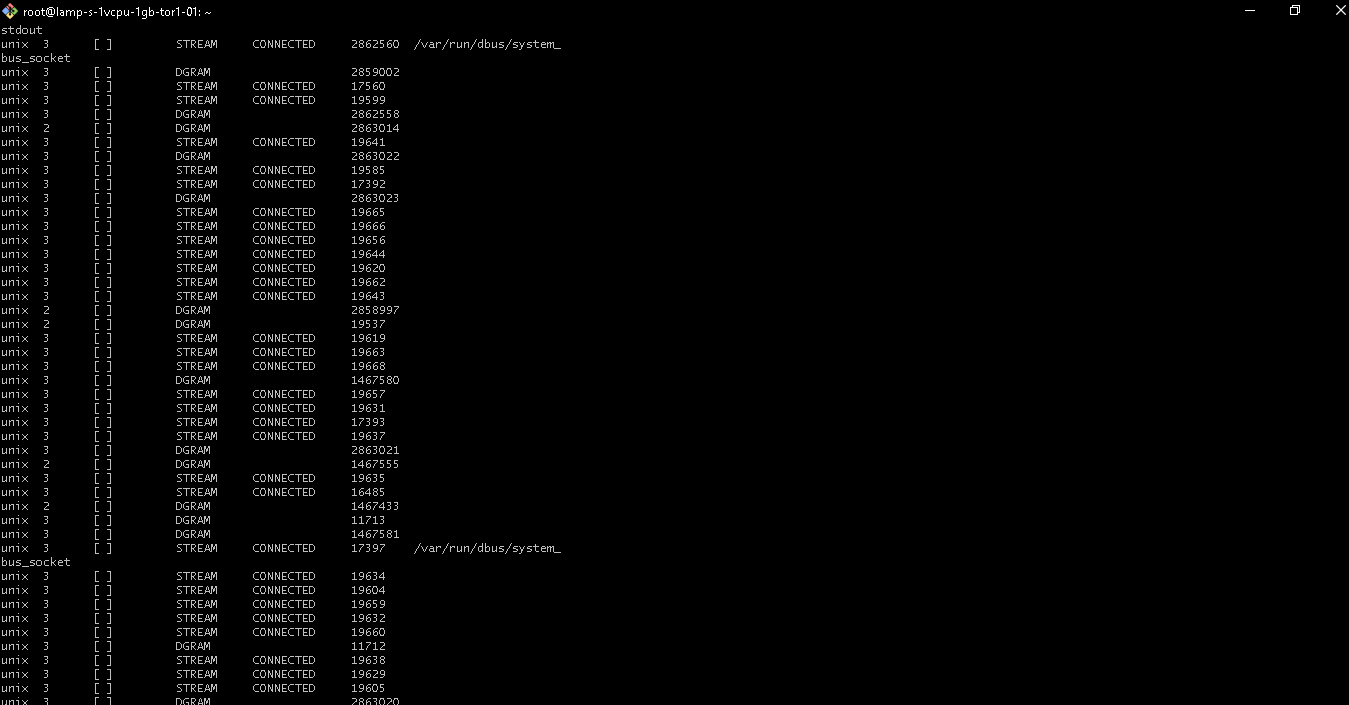 root@lamp-s-1vcpu-1gb-tor1-01: ~
stdout
unix  3      [ ]         STREAM     CONNECTED     2862560  /var/run/dbus/system_
bus_socket
unix  3      [ ]         DGRAM                    2859002
unix  3      [ ]         STREAM     CONNECTED     17560
unix  3      [ ]         STREAM     CONNECTED     19599
unix  3      [ ]         DGRAM                    2862558
unix  2      [ ]         DGRAM                    2863014
unix  3      [ ]         STREAM     CONNECTED     19641
unix  3      [ ]         DGRAM                    2863022
unix  3      [ ]         STREAM     CONNECTED     19585
unix  3      [ ]         STREAM     CONNECTED     17392
unix  3      [ ]         DGRAM                    2863023
unix  3      [ ]         STREAM     CONNECTED     19665
unix  3      [ ]         STREAM     CONNECTED     19666
unix  3      [ ]         STREAM     CONNECTED     19656
unix  3      [ ]         STREAM     CONNECTED     19644
unix  3      [ ]         STREAM     CONNECTED     19620
unix  3      [ ]         STREAM     CONNECTED     19662
unix  3      [ ]         STREAM     CONNECTED     19643
unix  2      [ ]         DGRAM                    2858997
unix  2      [ ]         DGRAM                    19537
unix  3      [ ]         STREAM     CONNECTED     19619
unix  3      [ ]         STREAM     CONNECTED     19663
unix  3      [ ]         STREAM     CONNECTED     19668
unix  3      [ ]         DGRAM                    1467580
unix  3      [ ]         STREAM     CONNECTED     19657
unix  3      [ ]         STREAM     CONNECTED     19631
unix  3      [ ]         STREAM     CONNECTED     17393
unix  3      [ ]         STREAM     CONNECTED     19637
unix  3      [ ]         DGRAM                    2863021
unix  2      [ ]         DGRAM                    1467555
unix  3      [ ]         STREAM     CONNECTED     19635
unix  3      [ ]         STREAM     CONNECTED     16485
unix  2      [ ]         DGRAM                    1467433
unix  3      [ ]         DGRAM                    11713
unix  3      [ ]         DGRAM                    1467581
unix  3      [ ]         STREAM     CONNECTED     17397    /var/run/dbus/system_
bus_socket
unix  3      [ ]         STREAM     CONNECTED     19634
unix  3      [ ]         STREAM     CONNECTED     19604
unix  3      [ ]         STREAM     CONNECTED     19659
unix  3      [ ]         STREAM     CONNECTED     19632
unix  3      [ ]         STREAM     CONNECTED     19660
unix  3      [ ]         DGRAM                    11712
unix  3      [ ]         STREAM     CONNECTED     19638
unix  3      [ ]         STREAM     CONNECTED     19629
unix  3      [ ]         STREAM     CONNECTED     19605
unix  3      [ ]         DGRAM                    2863020